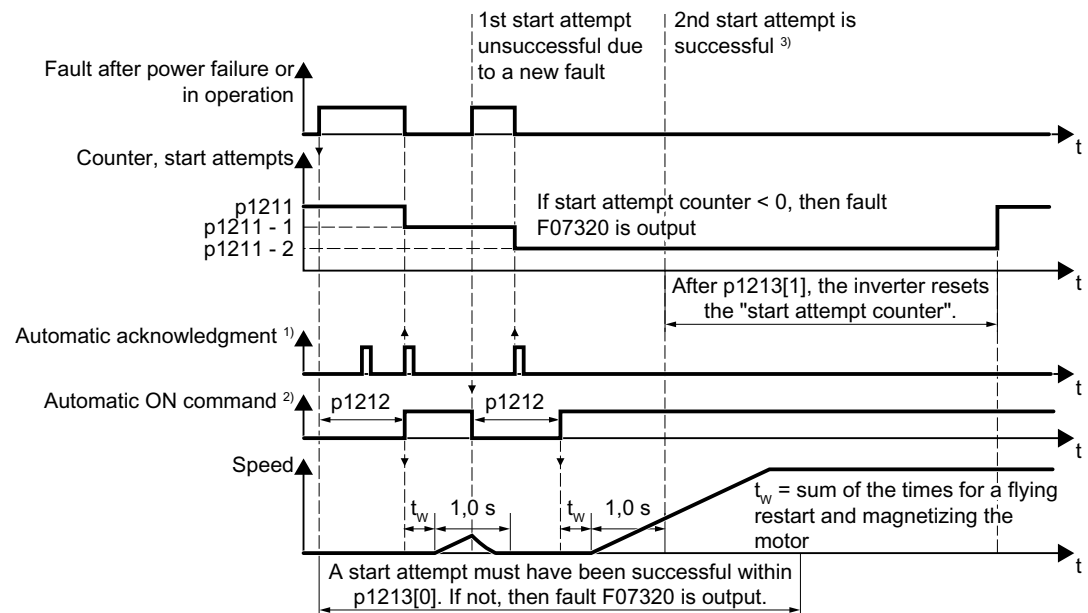 1st start attempt
unsuccessful due
to a new fault
2nd start attempt is
successful 3)
Fault after power failure or
in operation
t
Counter, start attempts
p1211
p1211 - 1
p1211 - 2
If start attempt counter < 0, then fault
F07320 is output
t
After p1213[1], the inverter resets
the "start attempt counter".
Automatic acknowledgment 1)
t
Automatic ON command 2)
p1212
p1212
t
Speed
tw
1,0 s
tw
1,0 s
tw = sum of the times for a flying
restart and magnetizing the
motor
t
A start attempt must have been successful within
p1213[0]. If not, then fault F07320 is output.